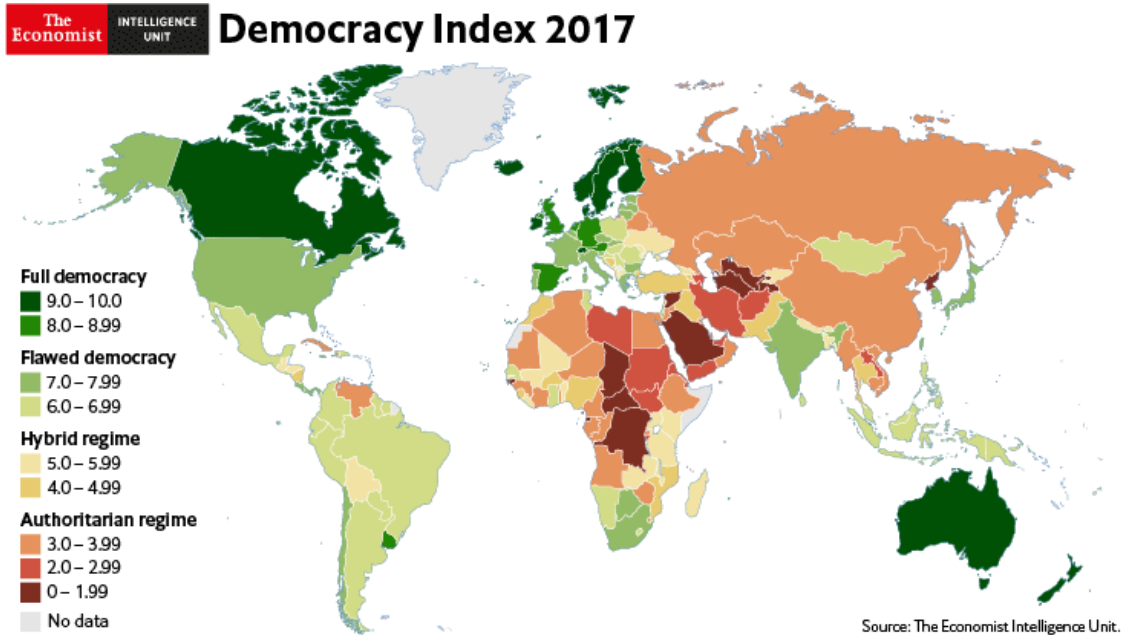 The
Economist
INTELLIGENCE
UNIT
Democracy Index 2017
Full democracy
9.0 – 10.0
8.0 – 8.99
Flawed democracy
7.0 – 7.99
6.0 – 6.99
Hybrid regime
5.0 – 5.99
4.0 – 4.99
Authoritarian regime
3.0 – 3.99
2.0 – 2.99
0 – 1.99
No data
Source: The Economist Intelligence Unit.